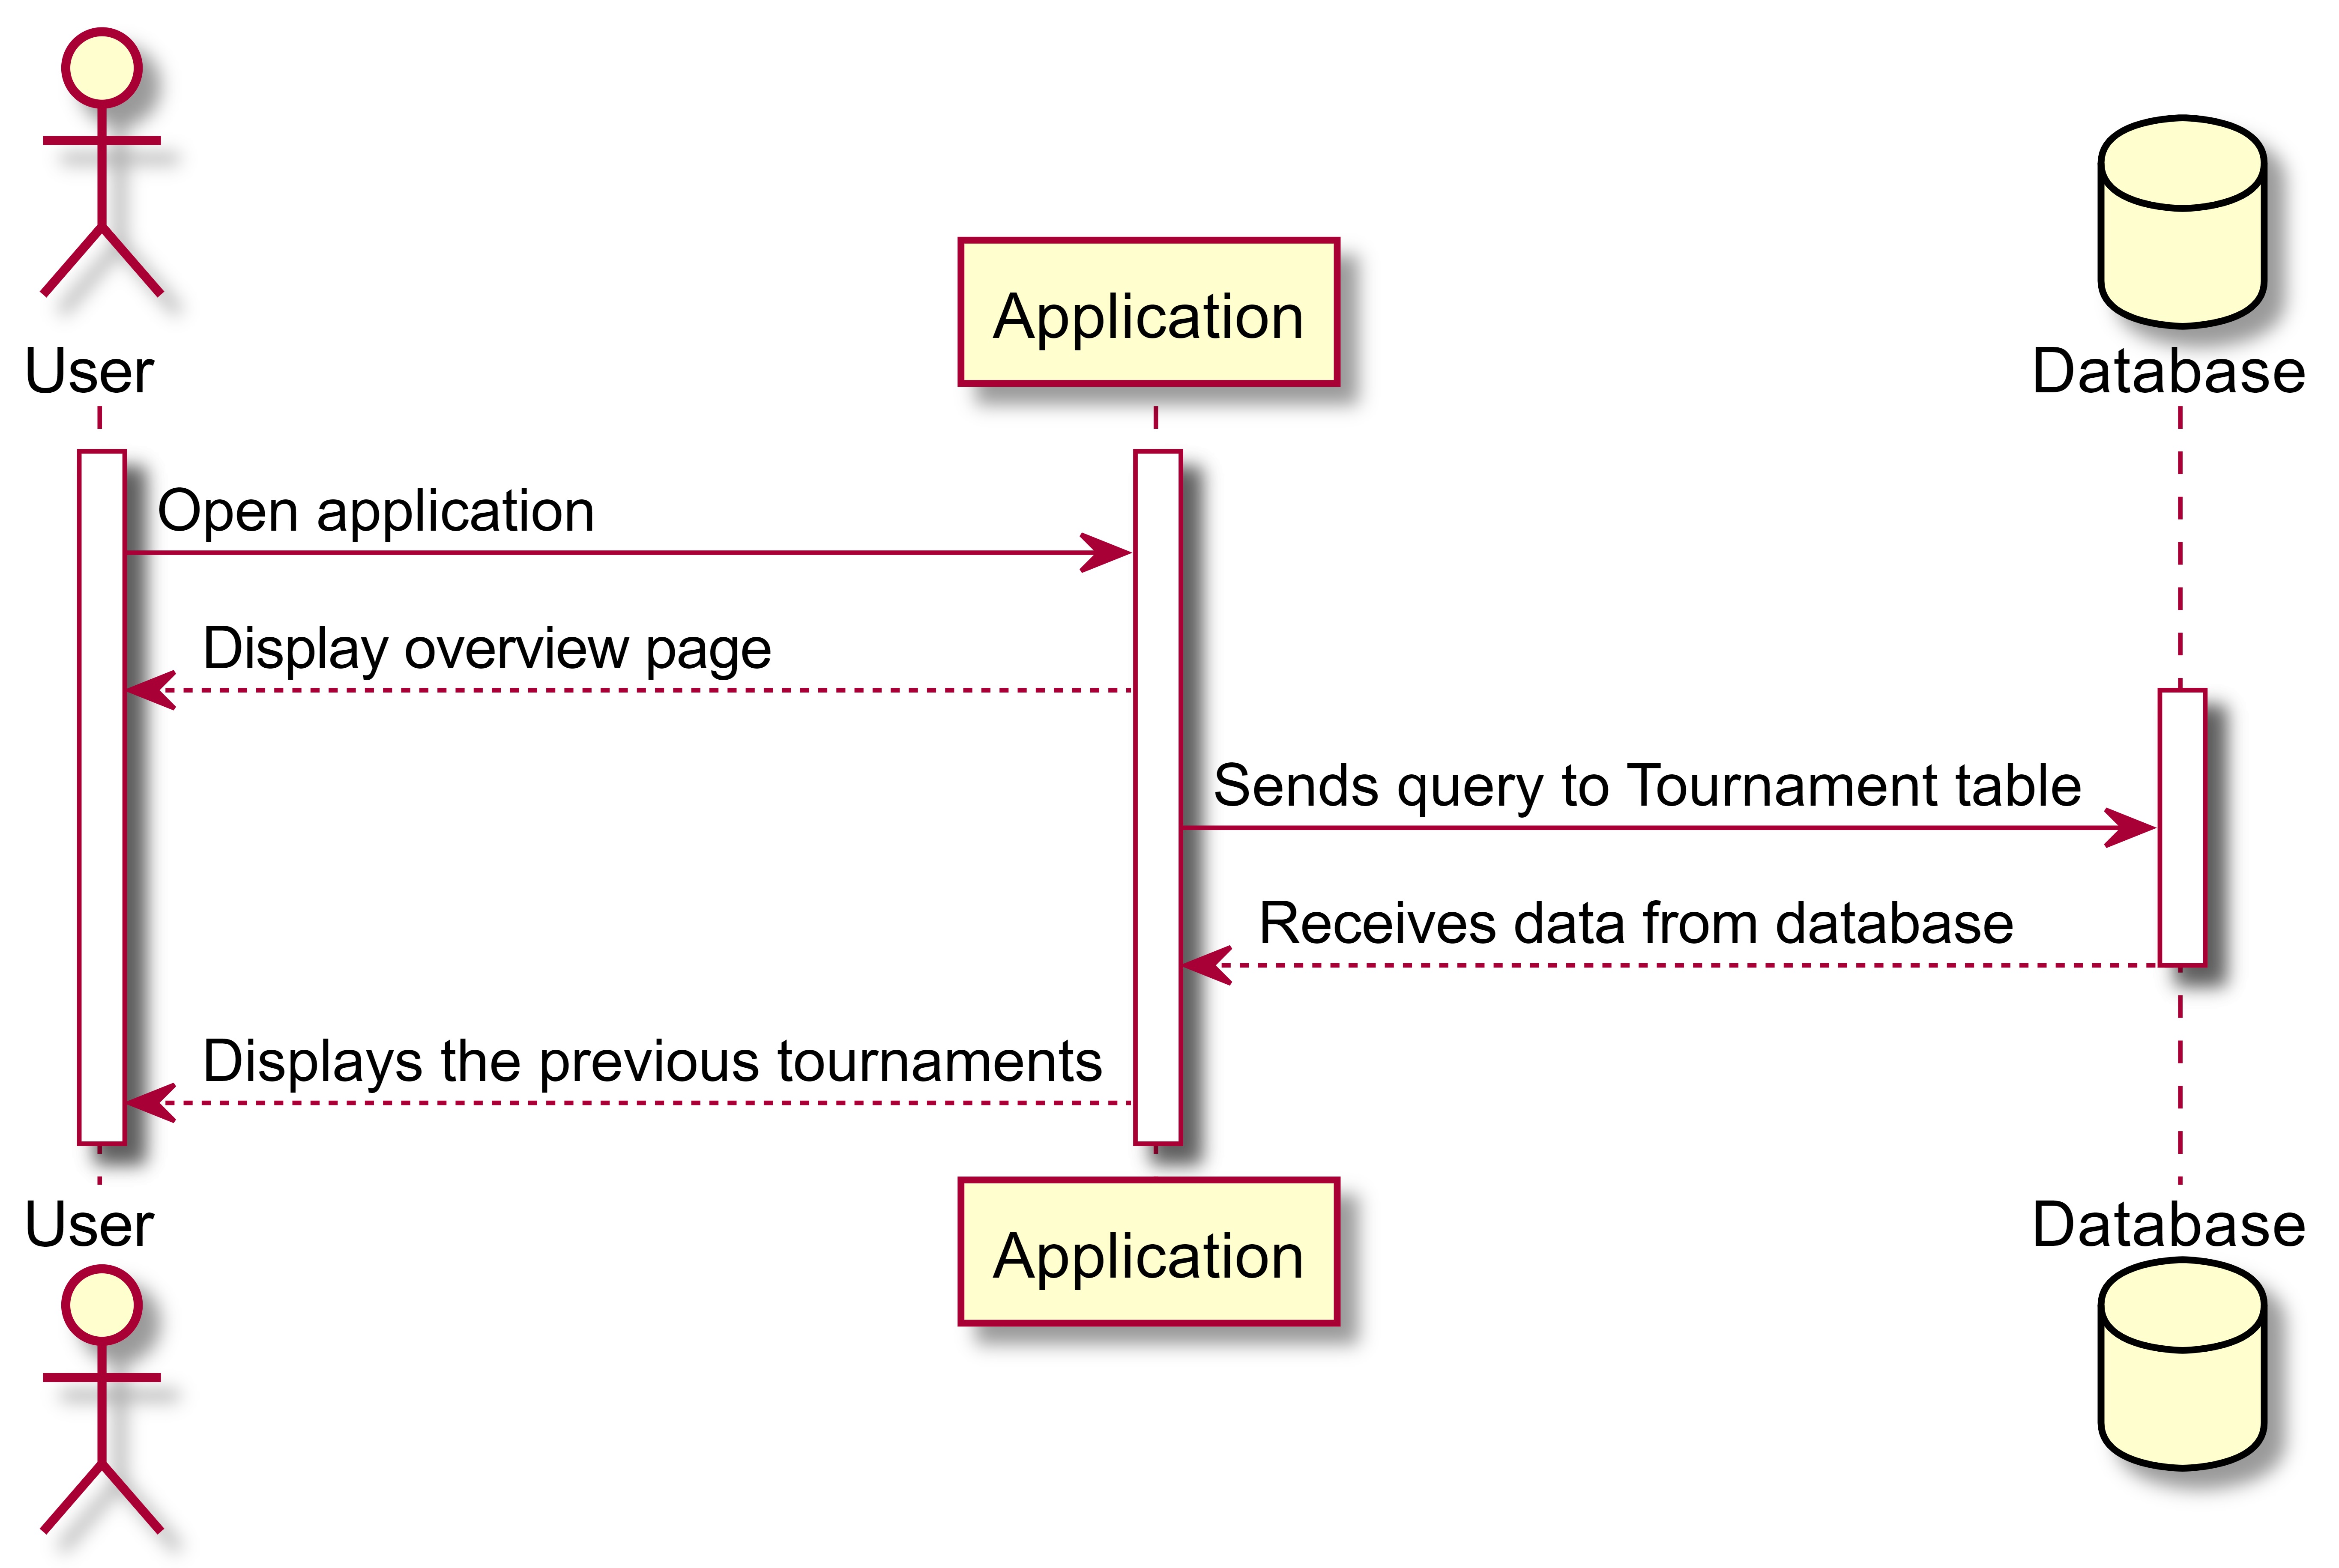 User
Application
Database
Open application
Display overview page
Sends query to Tournament table
Receives data from database
Displays the previous tournaments
User
Application
Database